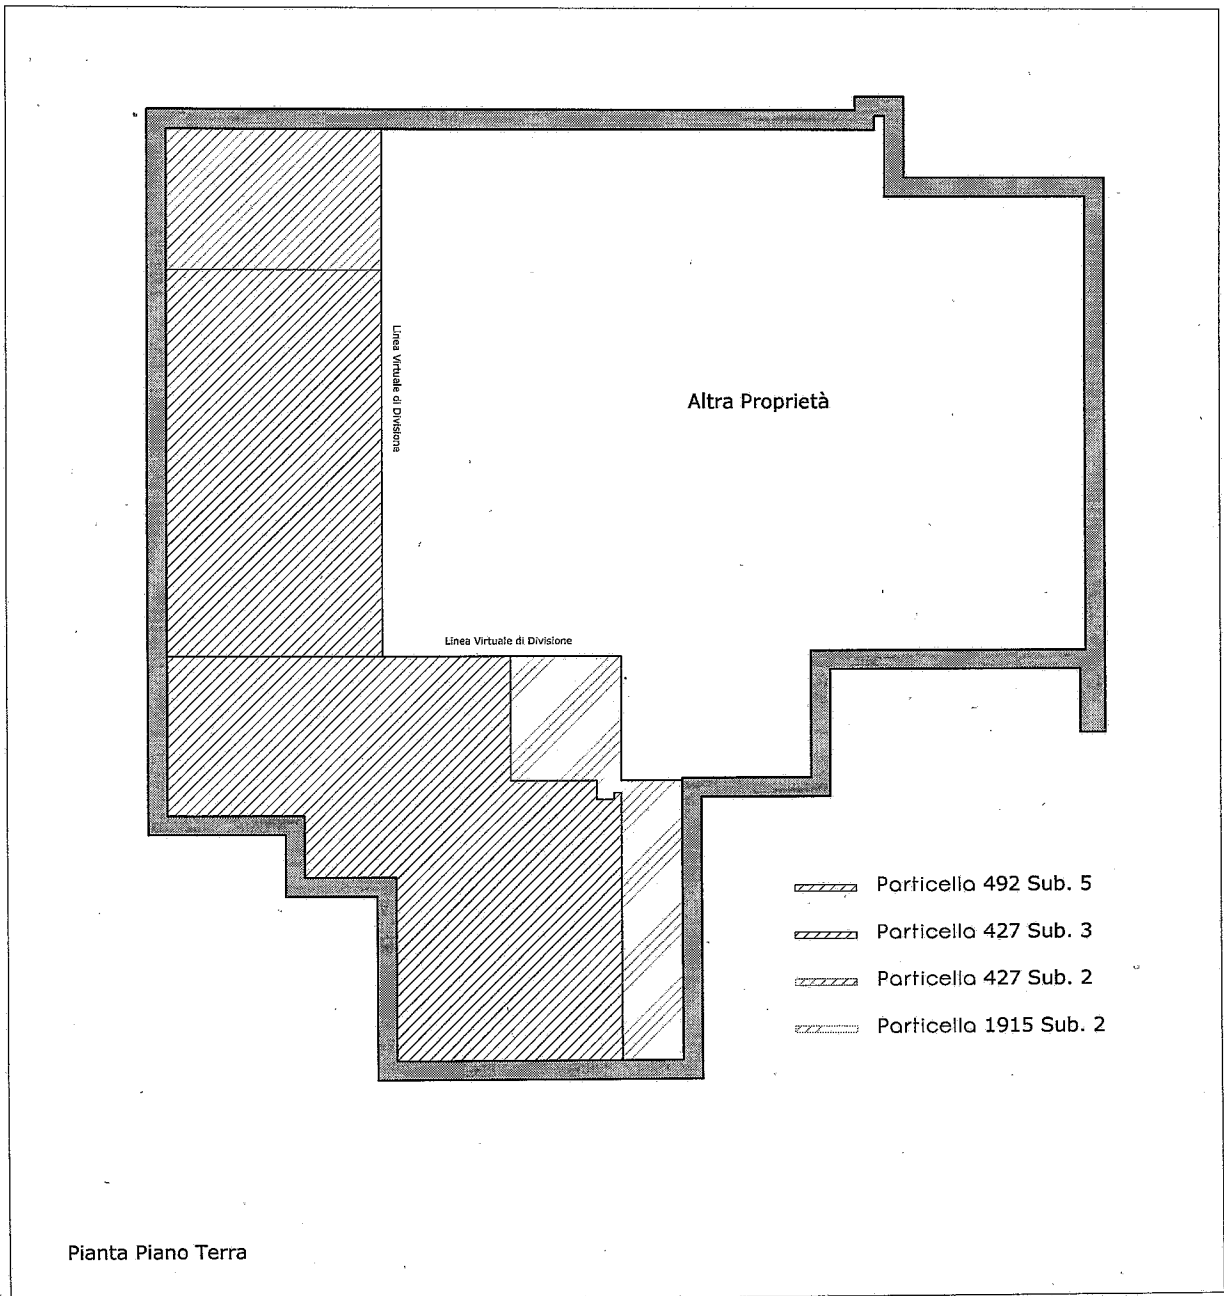 Linea Virtuale di Divisione
Altra Proprietà
Linea Virtuale di Divisione
Particella 492 Sub. 5
Particella 427 Sub. 3
Particella 427 Sub. 2
Particella 1915 Sub. 2
Pianta Piano Terra